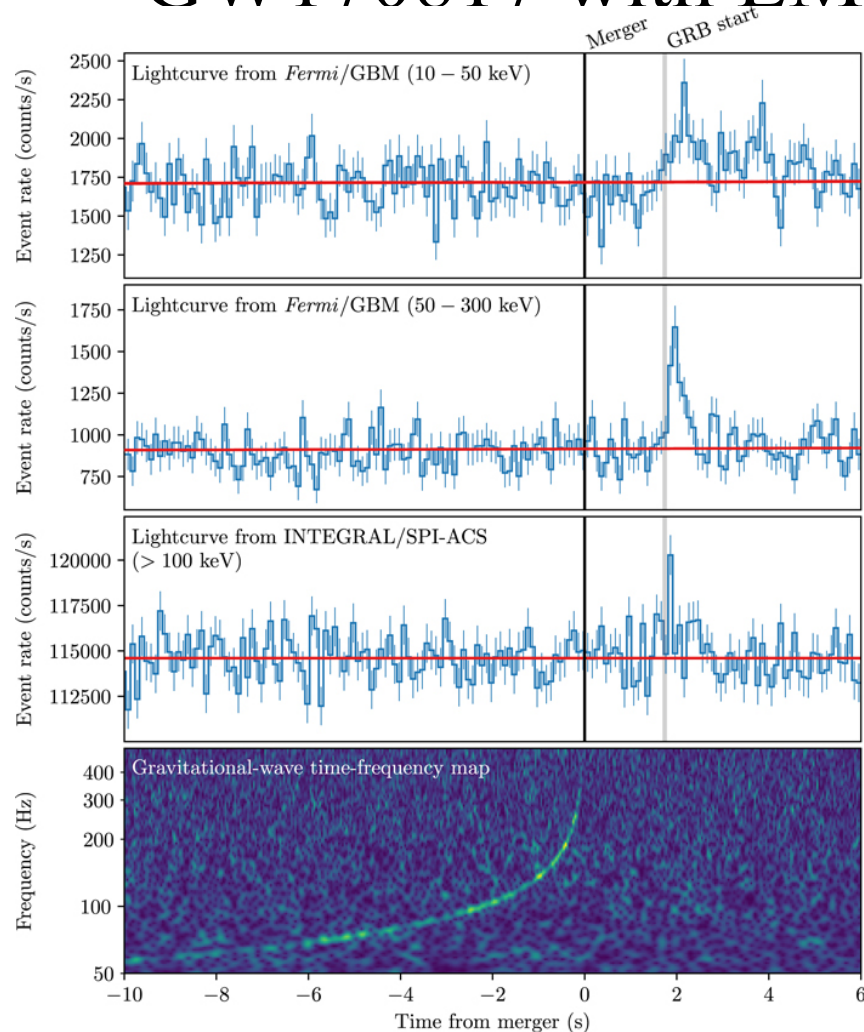 GW170817 with EM
Merger
GRB start
Event rate (counts/s)
2500
2250
2000
1750
1500
1250
Lightcurve from Fermi/GBM (10 − 50 keV)
Event rate (counts/s)
1750
1500
1250
1000
750
Lightcurve from Fermi/GBM (50 − 300 keV)
Event rate (counts/s)
120000
117500
115000
112500
Lightcurve from INTEGRAL/SPI-ACS
(> 100 keV)
Frequency (Hz)
400
300
200
100
50
Gravitational-wave time-frequency map
−10 −8 −6 −4 −2 0 2 4 6
Time from merger (s)